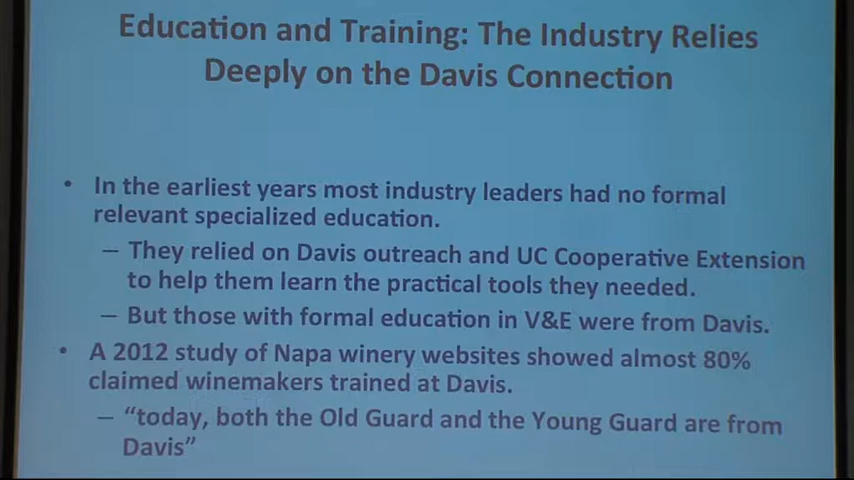 Education and Training: The Industry Relies
Deeply on the Davis Connection
• In the earliest years most industry leaders had no formal
relevant specialized education.
– They relied on Davis outreach and UC Cooperative Extension
to help them learn the practical tools they needed.
– But those with formal education in V&E were from Davis.
• A 2012 study of Napa winery websites showed almost 80%
claimed winemakers trained at Davis.
– “today, both the Old Guard and the Young Guard are from
Davis”